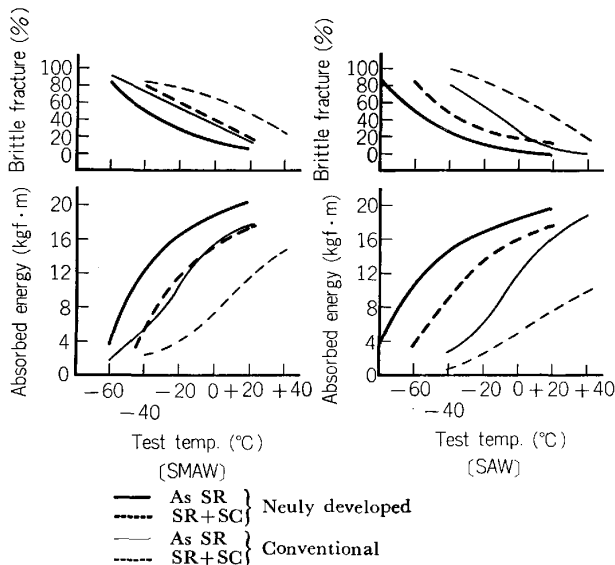 Brittle fracture (%)
100
80
60
40
20
0
Absorbed energy (kgf·m)
20
16
12
8
4
0
-60
-40
-20
0
+20
+40
Test temp. (°C)
[SMAW]
Brittle fracture (%)
100
80
60
40
20
0
Absorbed energy (kgf·m)
20
16
12
8
4
0
-60
-40
-20
0
+20
+40
Test temp. (°C)
[SAW]
As SR
SR+SC
Neuly developed
As SR
SR+SC
Conventional